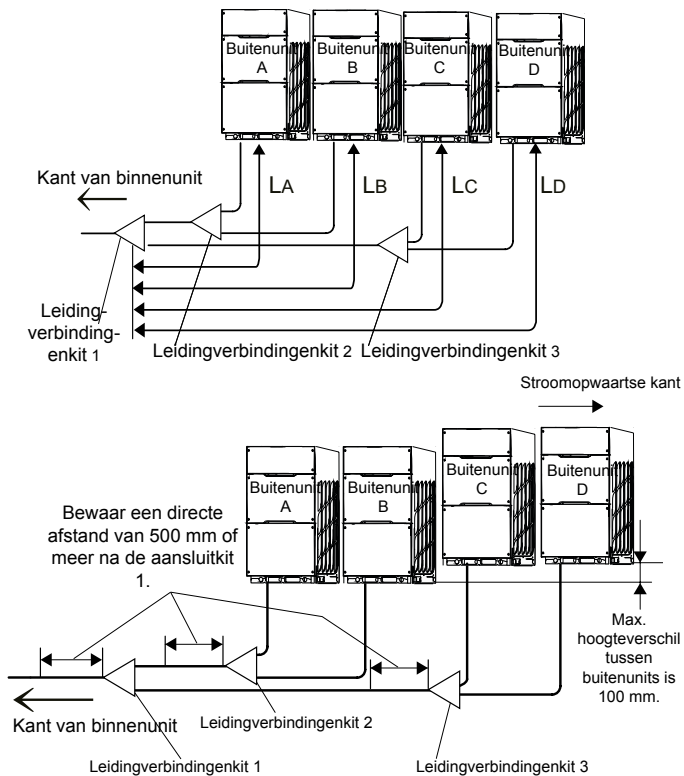 Buitenunit
A
Buitenunit
B
Buitenunit
C
Buitenunit
D
Kant van binnenunit
LA
LB
LC
LD
Leiding-
verbinding-
enkit 1
Leidingverbindingenkit 2
Leidingverbindingenkit 3
Stroomopwaartse kant
Buitenunit
A
Buitenunit
B
Buitenunit
C
Buitenunit
D
Bewaar een directe
afstand van 500 mm of
meer na de aansluitkit
1.
Max.
hoogteverschil
tussen
buitenunits is
100 mm.
Kant van binnenunit
Leidingverbindingenkit 2
Leidingverbindingenkit 1
Leidingverbindingenkit 3